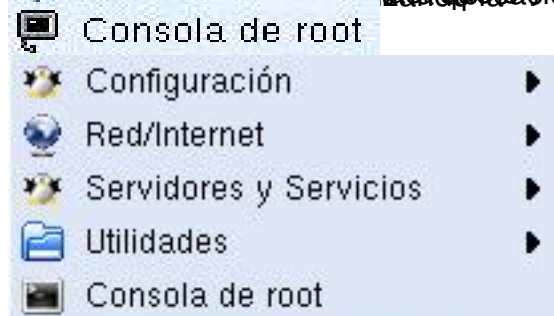 Consola de root
Configuración
Red/Internet
Servidores y Servicios
Utilidades
Consola de root